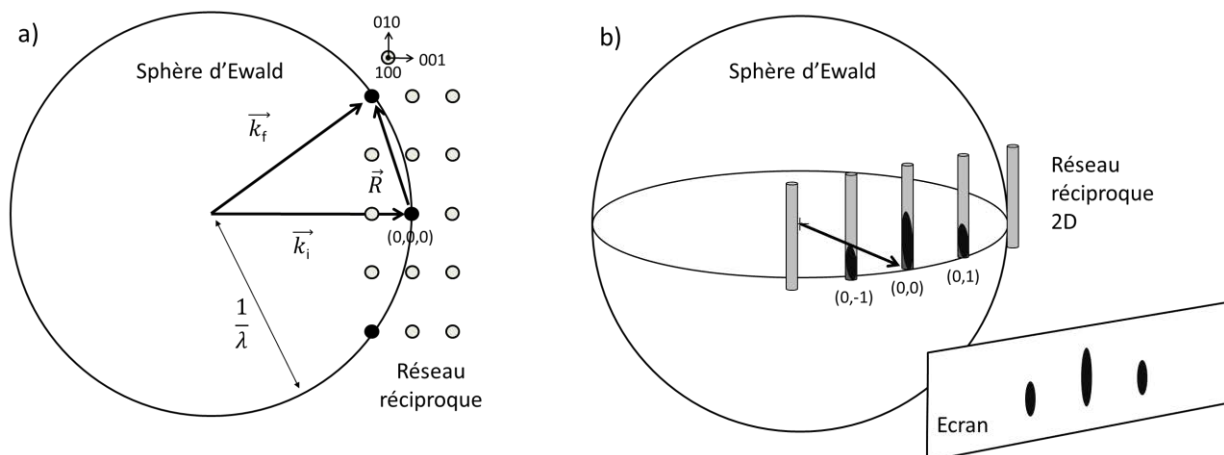 a)
010
001
100
Sphère d'Ewald
k_f
R
k_i
(0,0,0)
1
λ
Réseau
réciproque
b)
Sphère d'Ewald
Réseau
réciproque
2D
(0,-1)
(0,0)
(0,1)
Ecran